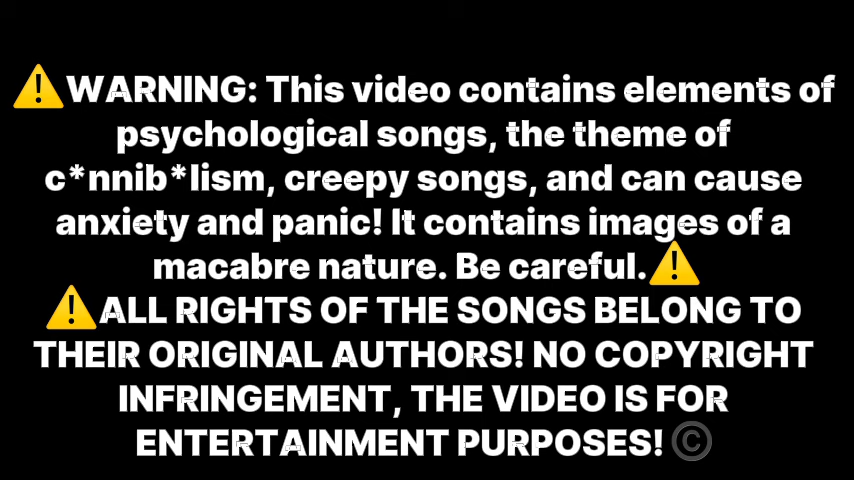 ⚠️WARNING: This video contains elements of
psychological songs, the theme of
c*nnib*lism, creepy songs, and can cause
anxiety and panic! It contains images of a
macabre nature. Be careful.⚠️
⚠️ALL RIGHTS OF THE SONGS BELONG TO
THEIR ORIGINAL AUTHORS! NO COPYRIGHT
INFRINGEMENT, THE VIDEO IS FOR
ENTERTAINMENT PURPOSES! ©️